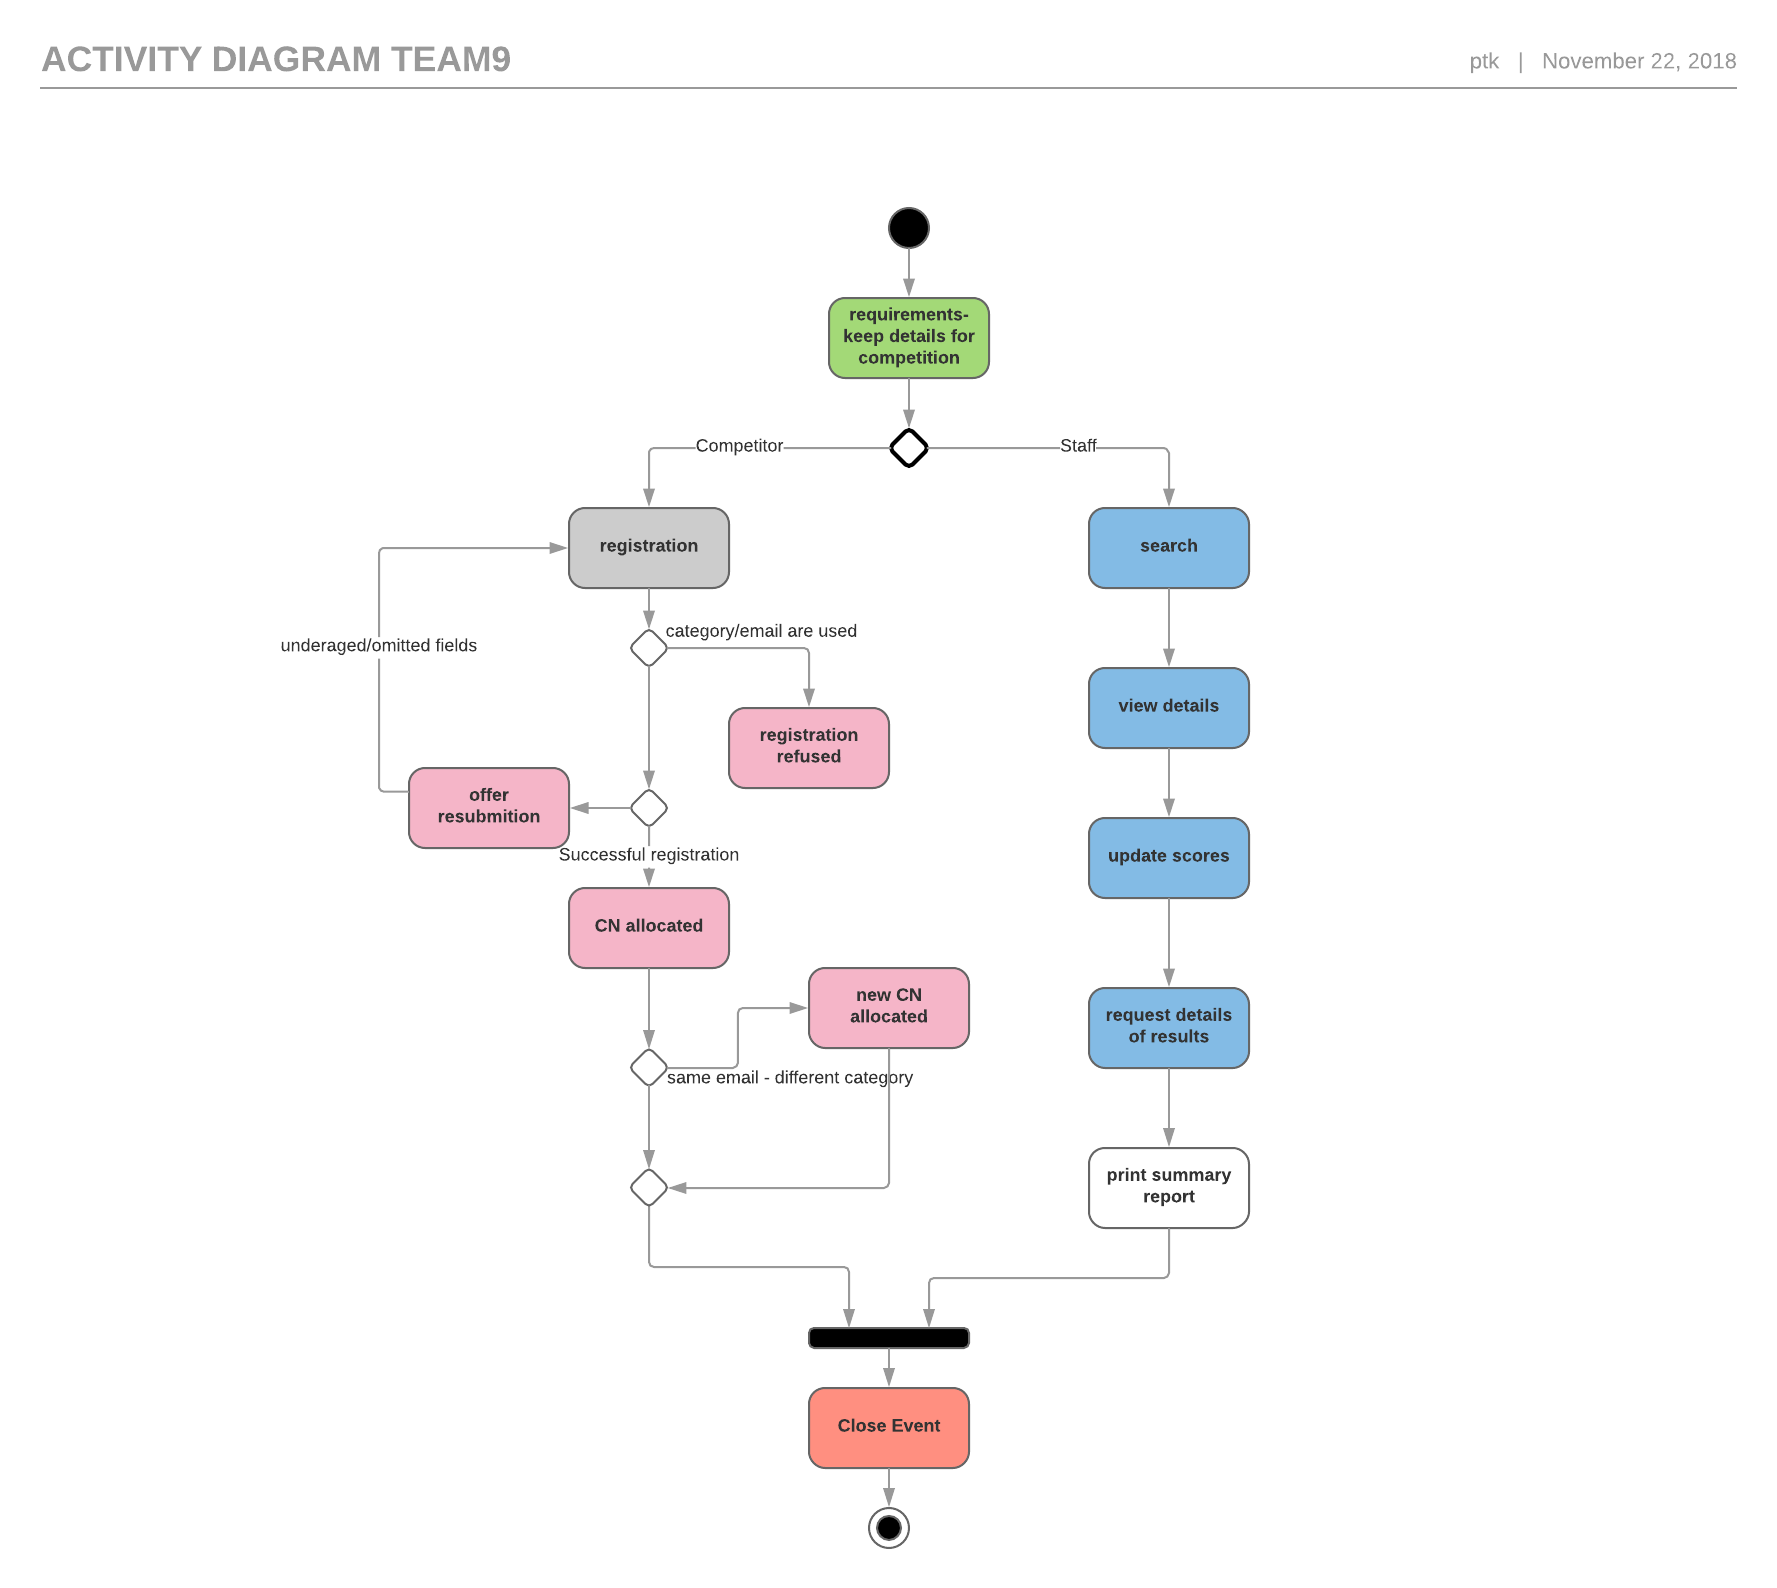 ACTIVITY DIAGRAM TEAM9
ptk | November 22, 2018
requirements-
keep details for
competition
Competitor
Staff
registration
search
category/email are used
underaged/omitted fields
view details
registration
refused
offer
resubmition
Successful registration
update scores
CN allocated
new CN
allocated
request details
of results
same email - different category
print summary
report
Close Event